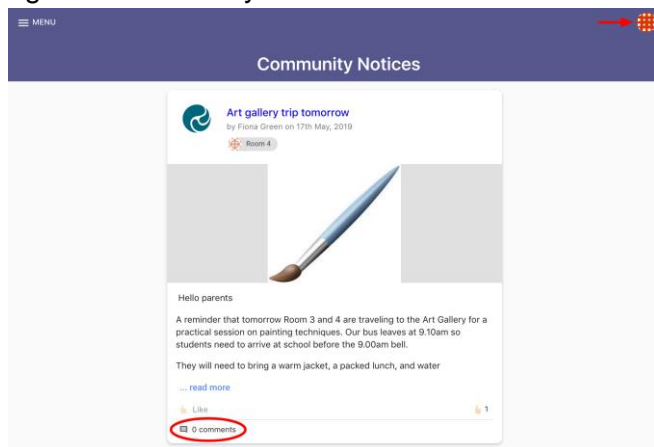 MENU
Community Notices
Art gallery trip tomorrow
by Fiona Green on 17th May, 2019
Room 4
Hello parents
A reminder that tomorrow Room 3 and 4 are traveling to the Art Gallery for a
practical session on painting techniques. Our bus leaves at 9.10am so
students need to arrive at school before the 9.00am bell.
They will need to bring a warm jacket, a packed lunch, and water
... read more
Like
1
0 comments